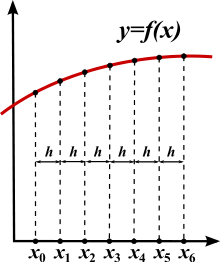 y=f(x)
h h h h h h
x₀ x₁ x₂ x₃ x₄ x₅ x₆